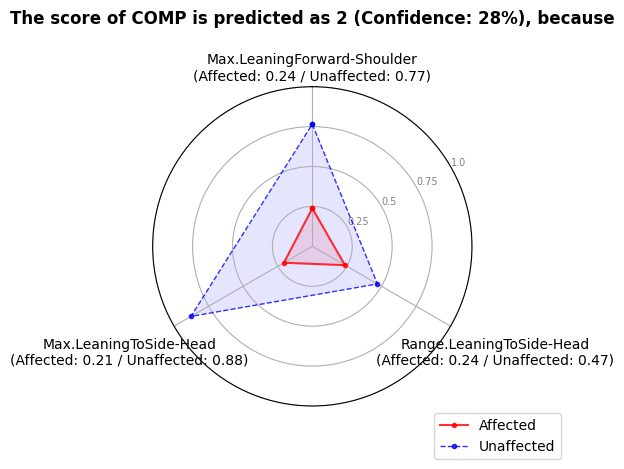 The score of COMP is predicted as 2 (Confidence: 28%), because
Max.LeaningForward-Shoulder
(Affected: 0.24 / Unaffected: 0.77)
1.0
0.75
0.5
0.25
Max.LeaningToSide-Head
(Affected: 0.21 / Unaffected: 0.88)
Range.LeaningToSide-Head
(Affected: 0.24 / Unaffected: 0.47)
Affected
Unaffected